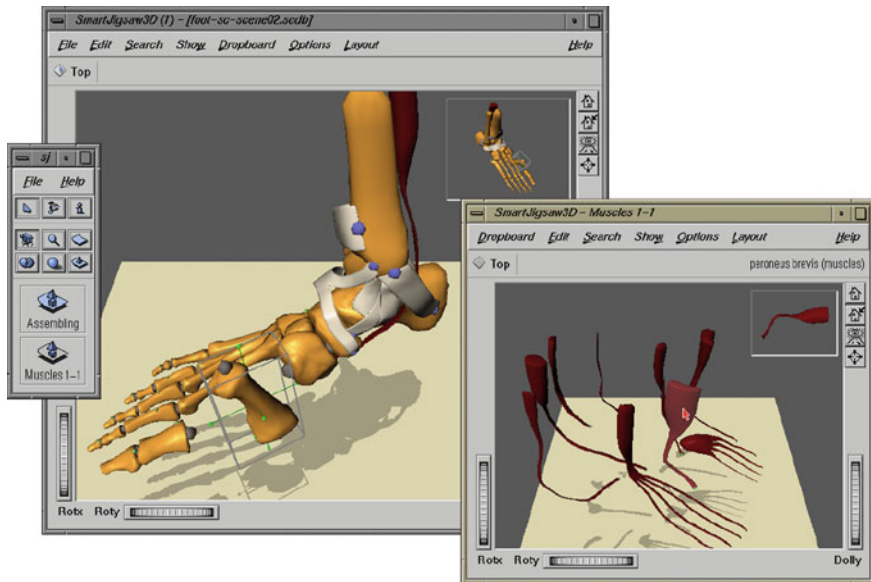 SmartJigsaw3D (1) - [foot-sc-scene02.scdb]
File Edit Search Show Dropboard Options Layout Help
Top
sj
File Help
Assembling
Muscles 1-1
Rotx Roty
SmartJigsaw3D - Muscles 1-1
Dropboard Edit Search Show Options Layout Help
Top peroneus brevis (muscles)
Rotx Roty Dolly